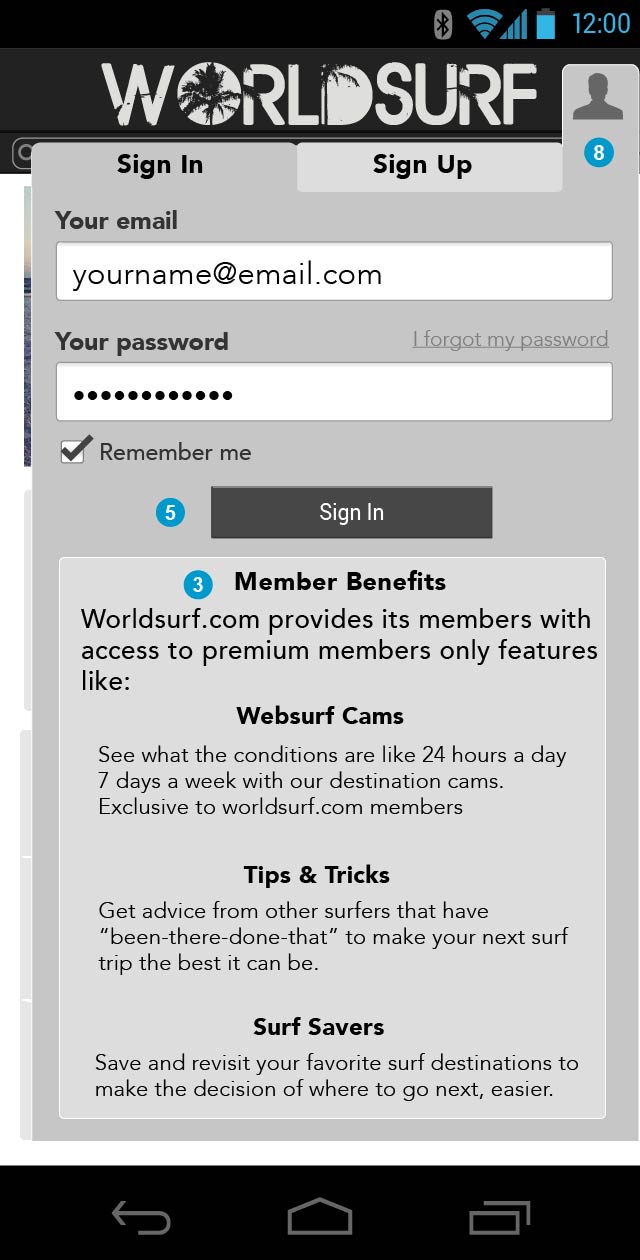 12:00
WORLDSURF
8
Sign In
Sign Up
Your email
yourname@email.com
Your password
I forgot my password
••••••••••••
Remember me
5
Sign In
3
Member Benefits
Worldsurf.com provides its members with
access to premium members only features
like:
Websurf Cams
See what the conditions are like 24 hours a day
7 days a week with our destination cams.
Exclusive to worldsurf.com members
Tips & Tricks
Get advice from other surfers that have
“been-there-done-that” to make your next surf
trip the best it can be.
Surf Savers
Save and revisit your favorite surf destinations to
make the decision of where to go next, easier.